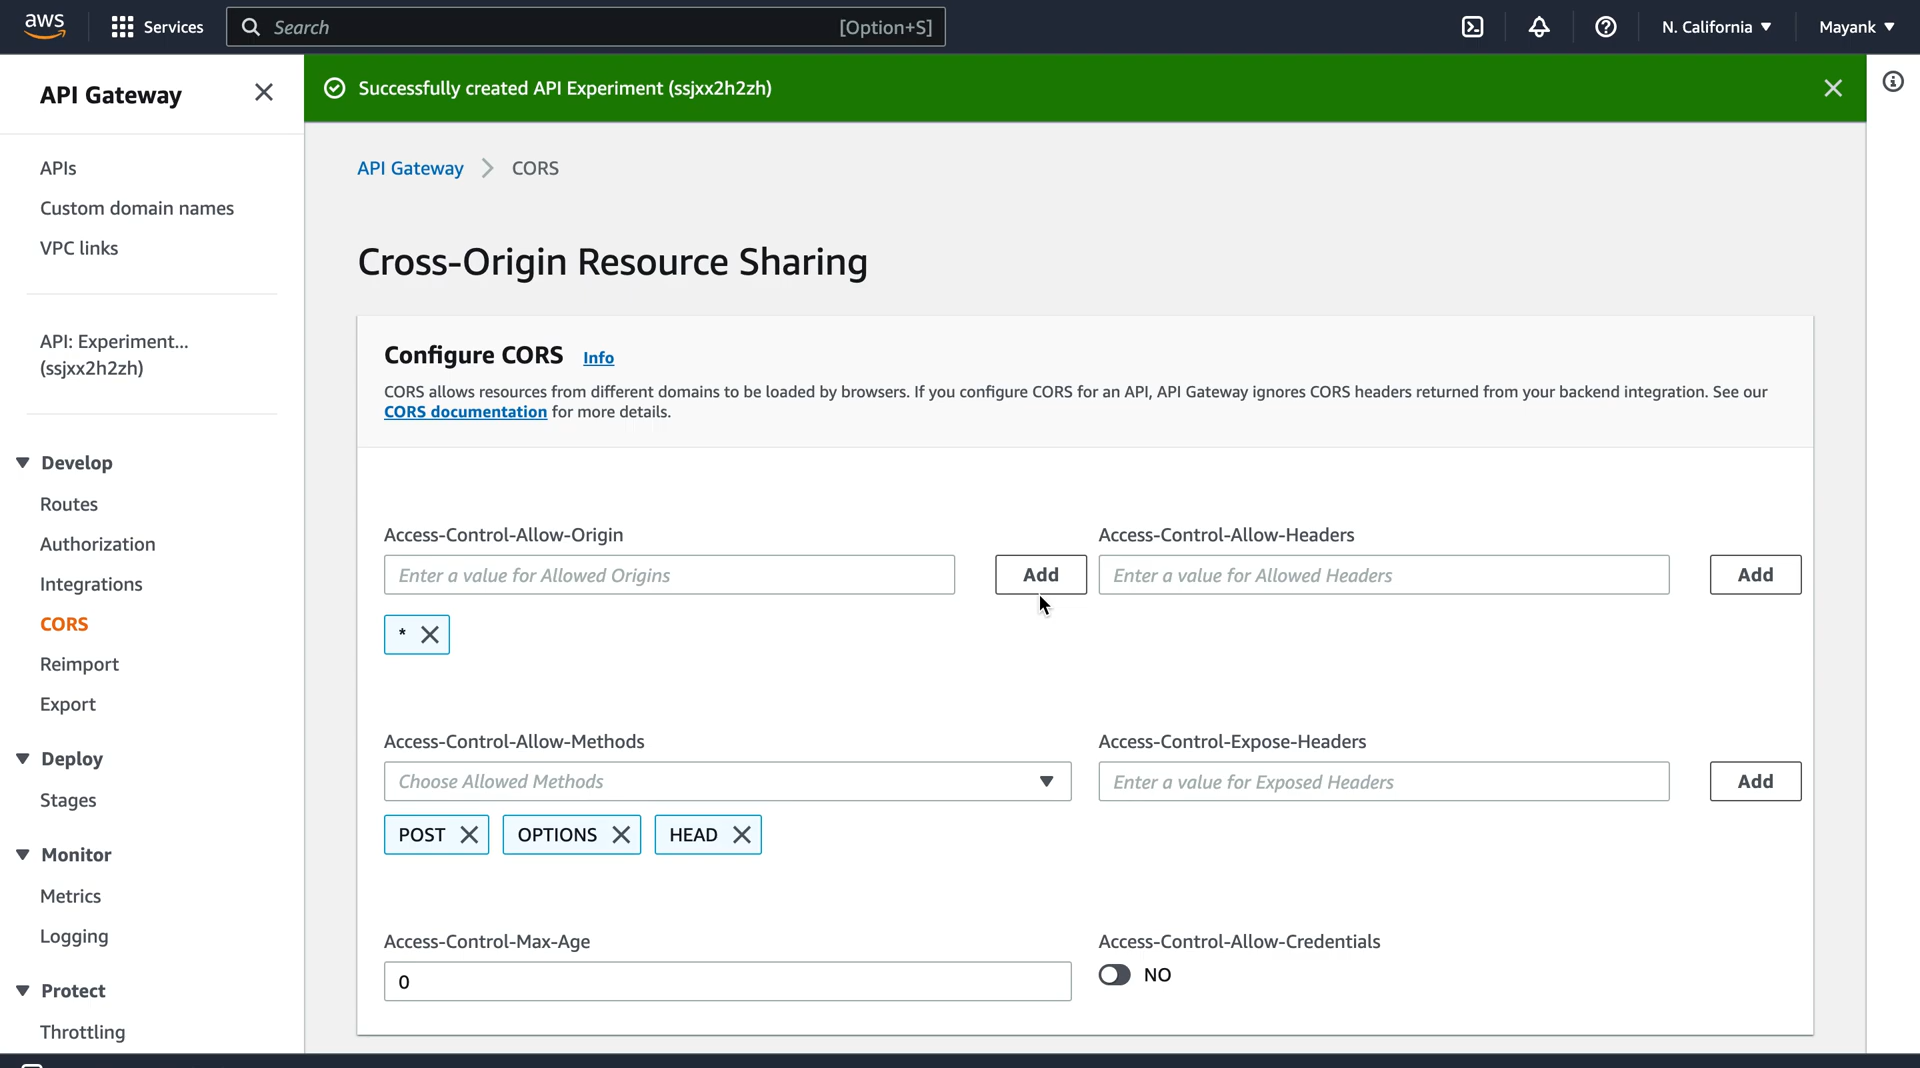 aws
Services
Search
[Option+S]
N. California
Mayank
API Gateway
Successfully created API Experiment (ssjxx2h2zh)
APIs
Custom domain names
VPC links
API: Experiment...
(ssjxx2h2zh)
Develop
Routes
Authorization
Integrations
CORS
Reimport
Export
Deploy
Stages
Monitor
Metrics
Logging
Protect
Throttling
API Gateway
CORS
Cross-Origin Resource Sharing
Configure CORS Info
CORS allows resources from different domains to be loaded by browsers. If you configure CORS for an API, API Gateway ignores CORS headers returned from your backend integration. See our
CORS documentation for more details.
Access-Control-Allow-Origin
Enter a value for Allowed Origins
Add
*
Access-Control-Allow-Headers
Enter a value for Allowed Headers
Add
Access-Control-Allow-Methods
Choose Allowed Methods
POST
OPTIONS
HEAD
Access-Control-Expose-Headers
Enter a value for Exposed Headers
Add
Access-Control-Max-Age
0
Access-Control-Allow-Credentials
NO